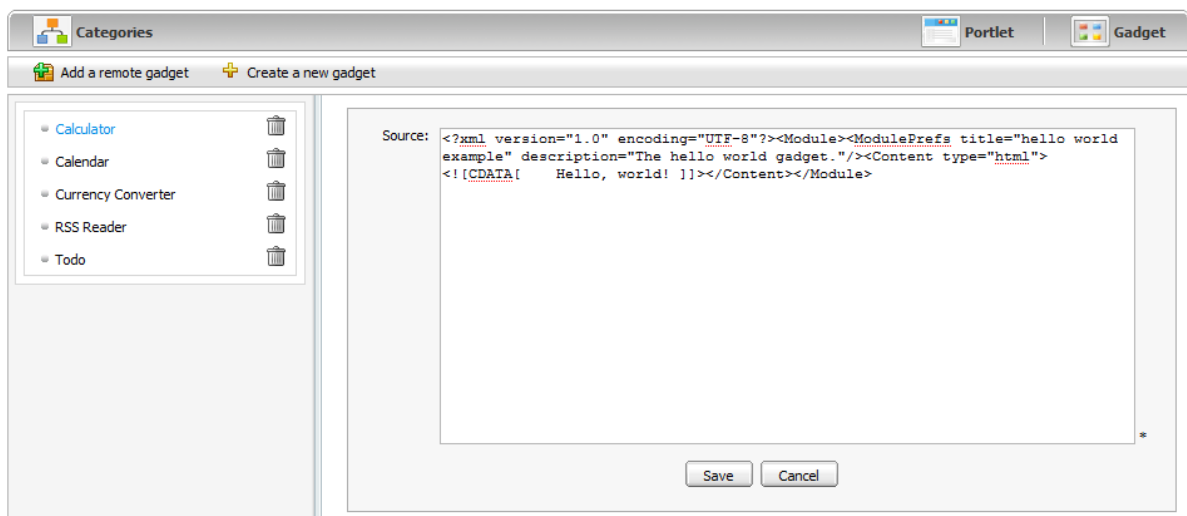 Categories Portlet Gadget
Add a remote gadget Create a new gadget
Calculator
Calendar
Currency Converter
RSS Reader
Todo
Source:
<?xml version="1.0" encoding="UTF-8"?><Module><ModulePrefs title="hello world
example" description="The hello world gadget."/><Content type="html">
<![CDATA[    Hello, world! ]]></Content></Module>
*
Save Cancel